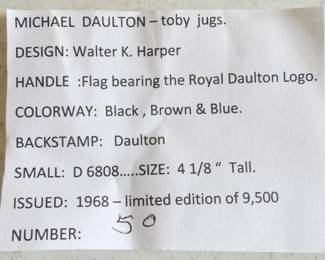 MICHAEL DAULTON – toby jugs.
DESIGN: Walter K. Harper
HANDLE :Flag bearing the Royal Daulton Logo.
COLORWAY: Black , Brown & Blue.
BACKSTAMP: Daulton
SMALL: D 6808.....SIZE: 4 1/8 “ Tall.
ISSUED: 1968 – limited edition of 9,500
NUMBER: 50